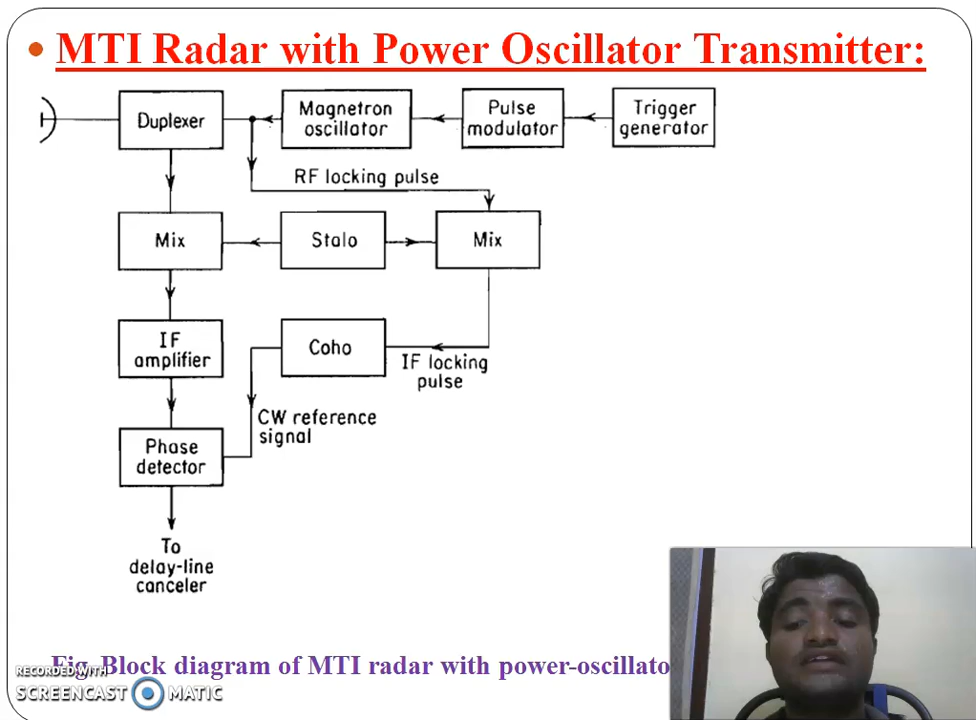 • MTI Radar with Power Oscillator Transmitter:
Duplexer
Magnetron
oscillator
Pulse
modulator
Trigger
generator
RF locking pulse
Mix
Stalo
Mix
IF
amplifier
Coho
IF locking
pulse
CW reference
signal
Phase
detector
To
delay-line
canceler
Fig. Block diagram of MTI radar with power-oscillato
RECORDED WITH
SCREENCAST MATIC